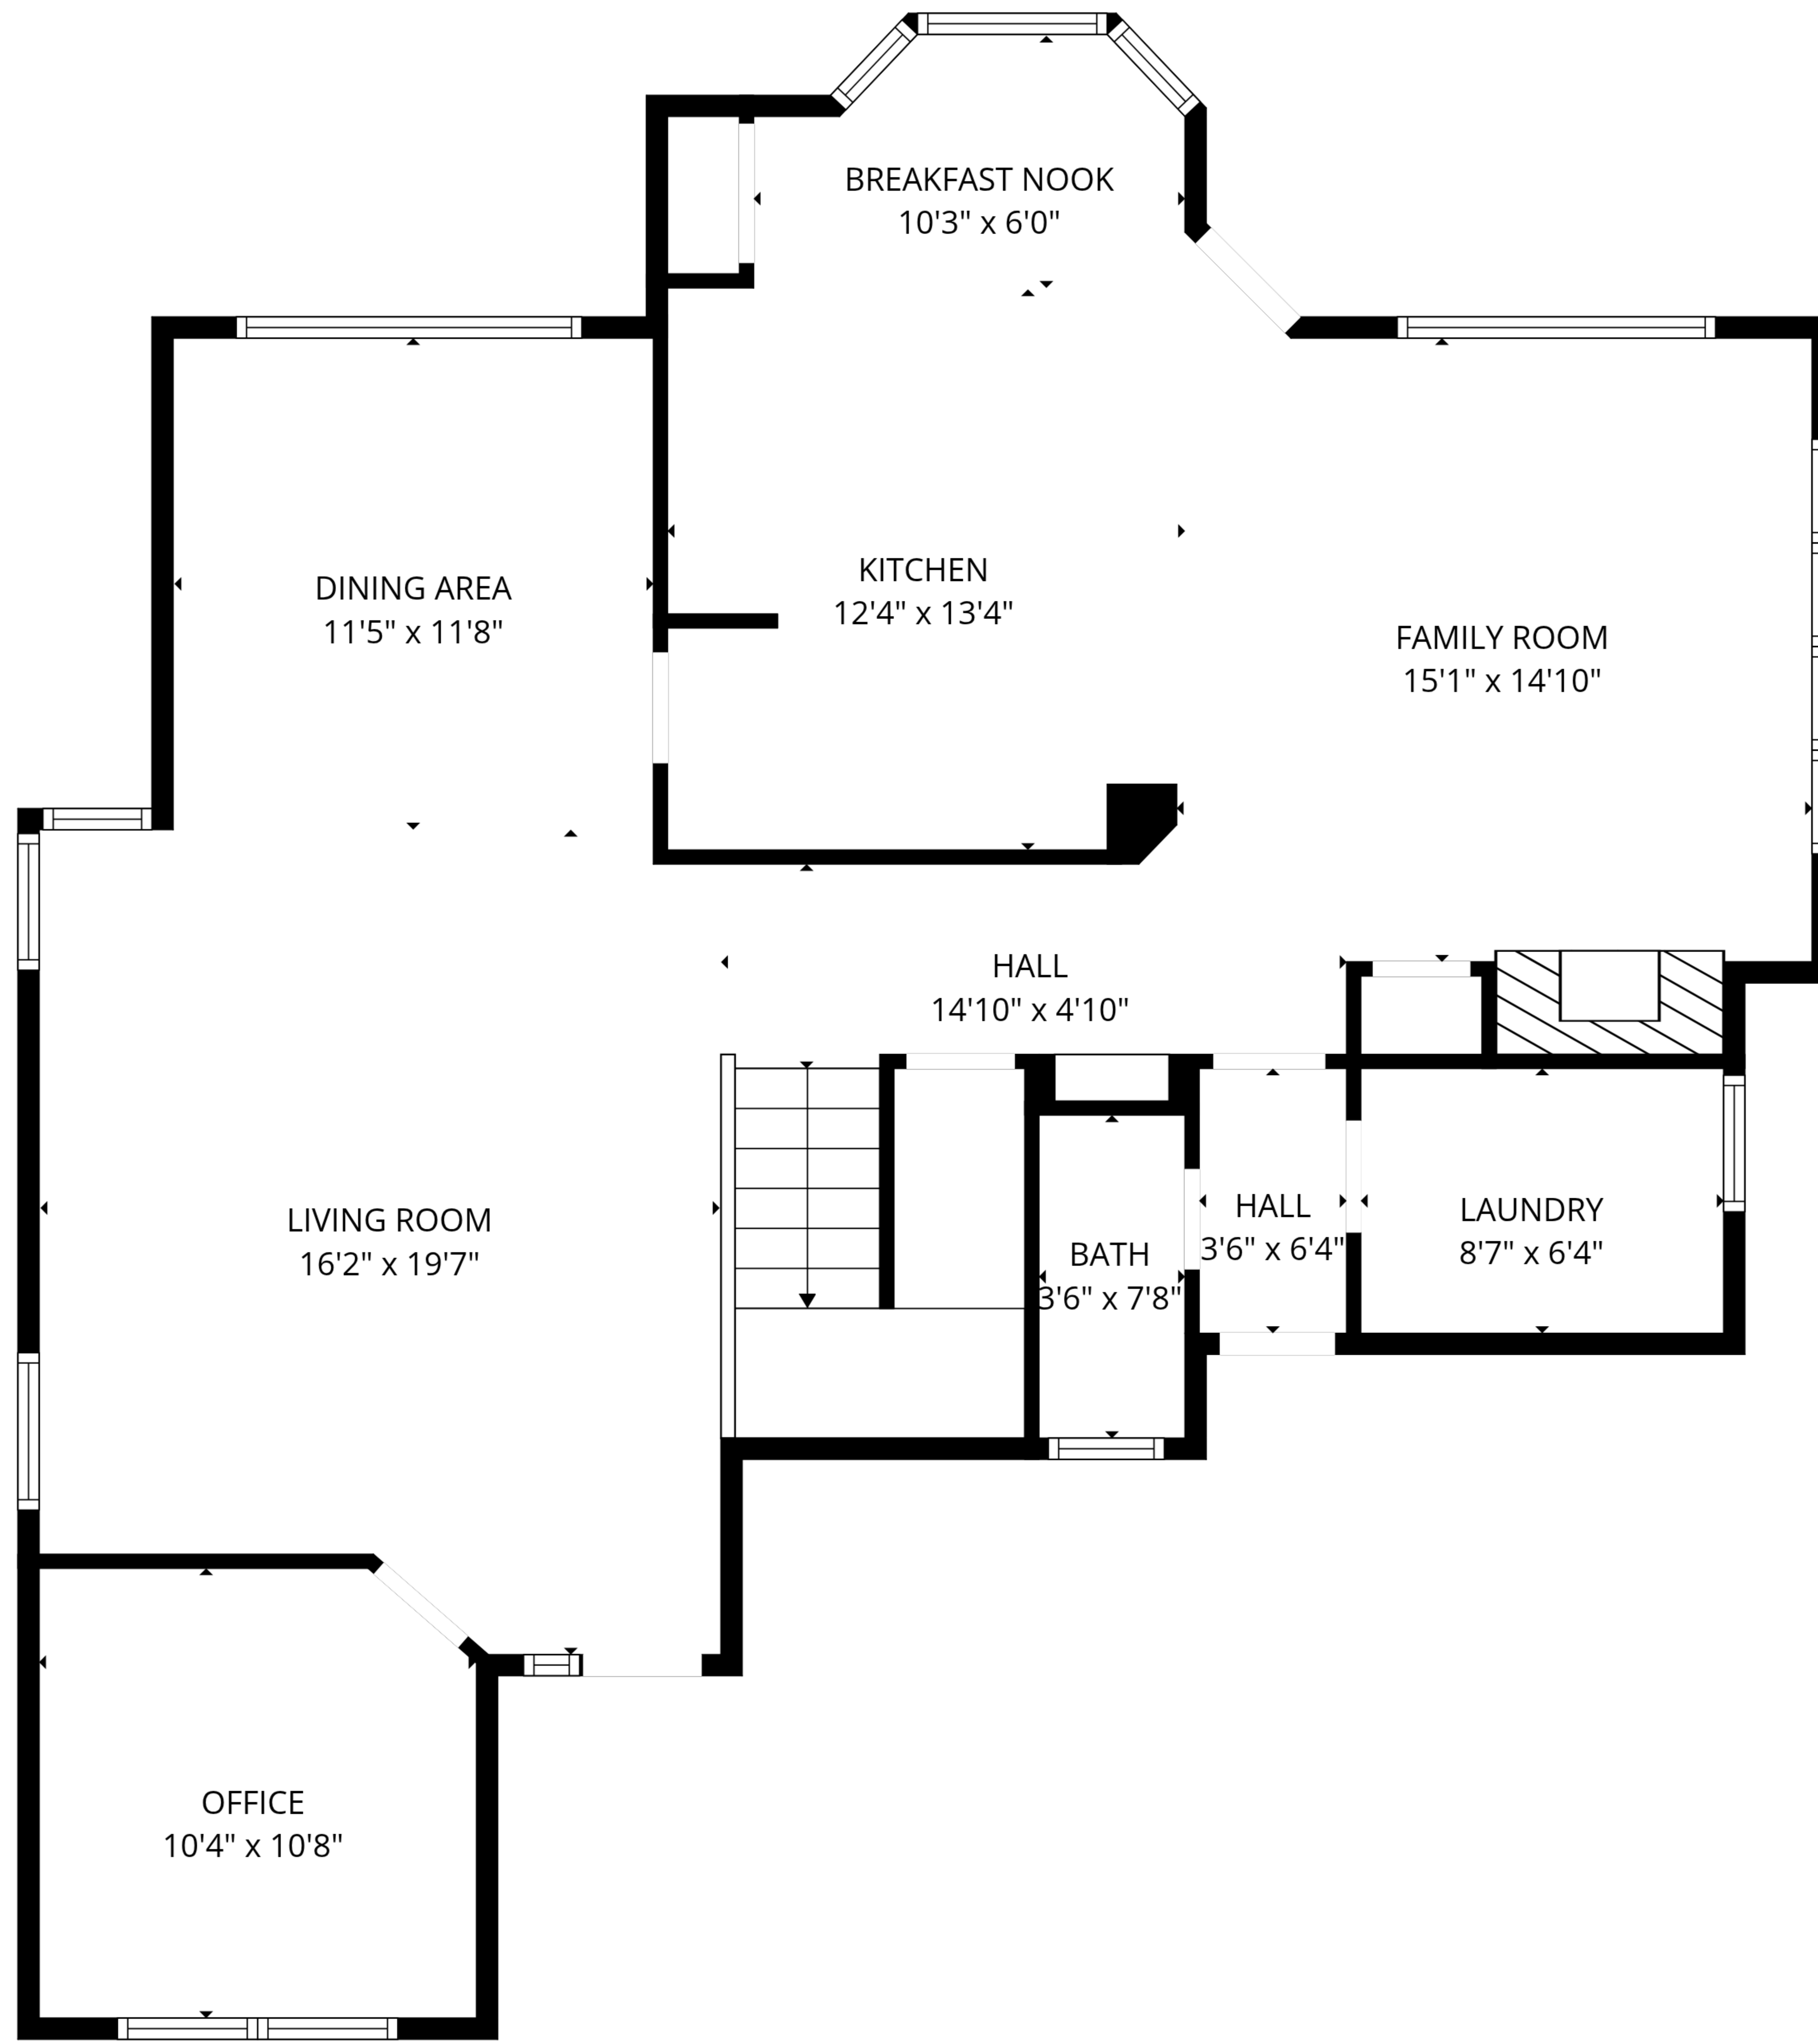 BREAKFAST NOOK
10'3" x 6'0"
KITCHEN
12'4" x 13'4"
DINING AREA
11'5" x 11'8"
FAMILY ROOM
15'1" x 14'10"
HALL
14'10" x 4'10"
LIVING ROOM
16'2" x 19'7"
BATH
3'6" x 7'8"
HALL
3'6" x 6'4"
LAUNDRY
8'7" x 6'4"
OFFICE
10'4" x 10'8"